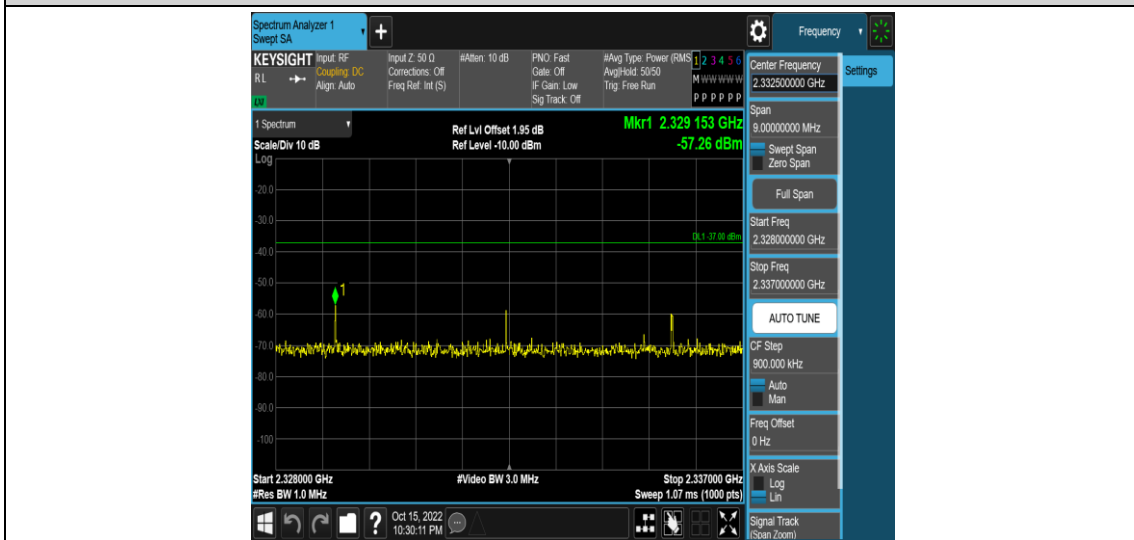 Spectrum Analyzer 1
Swept SA
+
Frequency
KEYSIGHT
RL
LXI
Input: RF
Coupling: DC
Align: Auto
Input Z: 50 Ω
Corrections: Off
Freq Ref: Int (S)
#Atten: 10 dB
PNO: Fast
Gate: Off
IF Gain: Low
Sig Track: Off
#Avg Type: Power (RMS
Avg|Hold: 50/50
Trig: Free Run
1 2 3 4 5 6
M W W W W W
P P P P P P
1 Spectrum
Scale/Div 10 dB
Ref Lvl Offset 1.95 dB
Ref Level -10.00 dBm
Mkr1 2.329 153 GHz
-57.26 dBm
Log
-20.0
-30.0
DL1 -37.00 dBm
-40.0
-50.0
1
-60.0
-70.0
-80.0
-90.0
-100
Start 2.328000 GHz
#Res BW 1.0 MHz
#Video BW 3.0 MHz
Stop 2.337000 GHz
Sweep 1.07 ms (1000 pts)
?
Oct 15, 2022
10:30:11 PM
Center Frequency
2.332500000 GHz
Settings
Span
9.00000000 MHz
Swept Span
Zero Span
Full Span
Start Freq
2.328000000 GHz
Stop Freq
2.337000000 GHz
AUTO TUNE
CF Step
900.000 kHz
Auto
Man
Freq Offset
0 Hz
X Axis Scale
Log
Lin
Signal Track
(Span Zoom)